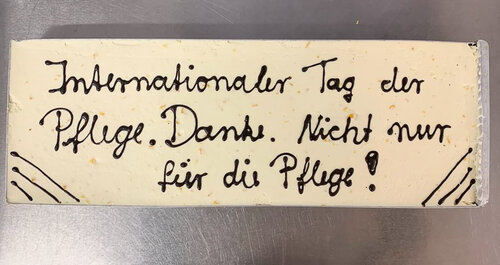 Internationaler Tag der
Pflege. Danke. Nicht nur
für die Pflege!